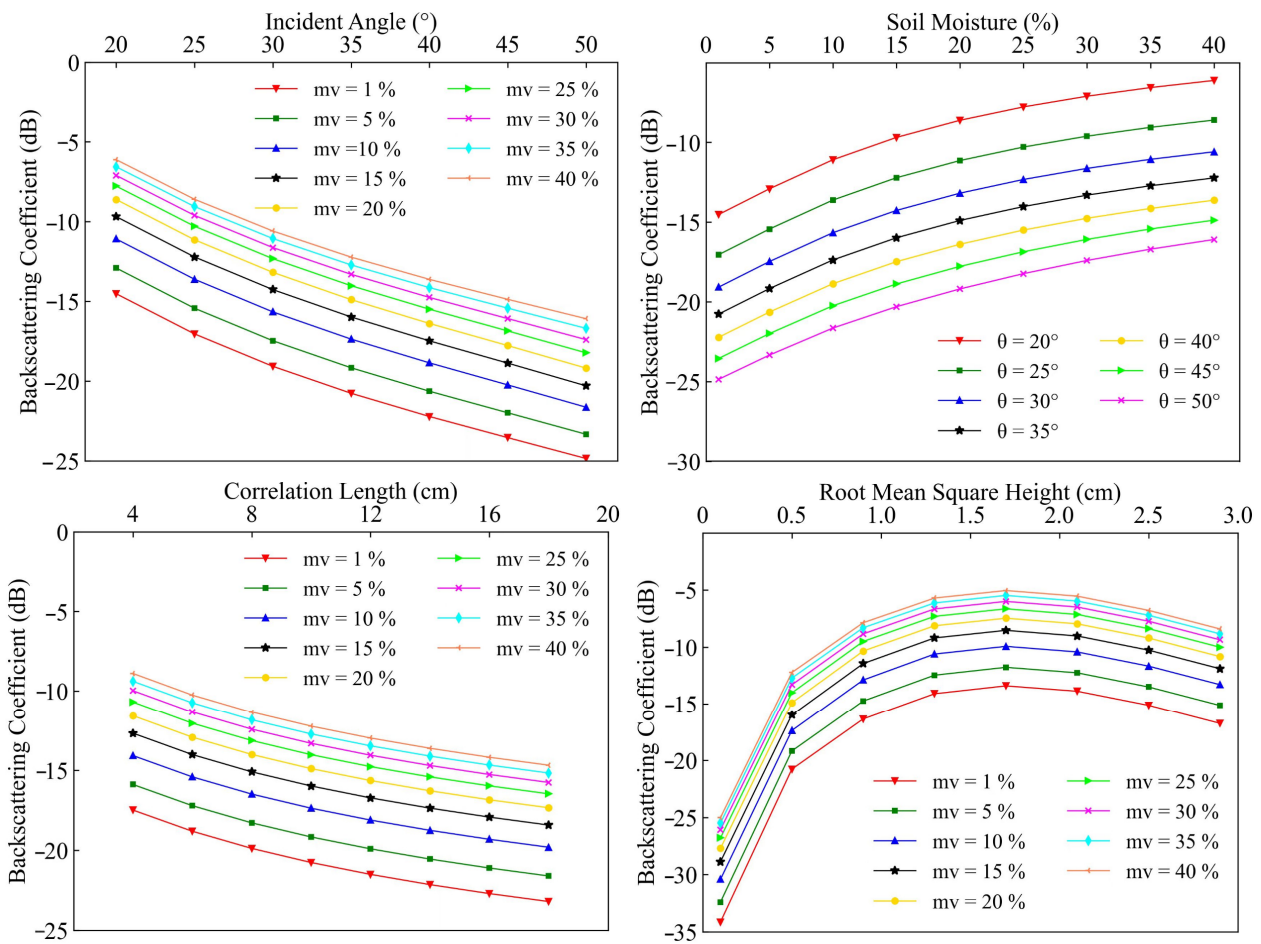 Incident Angle (°)
20 25 30 35 40 45 50
0
−5
−10
−15
−20
−25
Backscattering Coefficient (dB)
mv = 1 %
mv = 5 %
mv =10 %
mv = 15 %
mv = 20 %
mv = 25 %
mv = 30 %
mv = 35 %
mv = 40 %
Soil Moisture (%)
0 5 10 15 20 25 30 35 40
−10
−15
−20
−25
−30
Backscattering Coefficient (dB)
θ = 20°
θ = 25°
θ = 30°
θ = 35°
θ = 40°
θ = 45°
θ = 50°
Correlation Length (cm)
4 8 12 16 20
0
−5
−10
−15
−20
−25
Backscattering Coefficient (dB)
mv = 1 %
mv = 5 %
mv = 10 %
mv = 15 %
mv = 20 %
mv = 25 %
mv = 30 %
mv = 35 %
mv = 40 %
Root Mean Square Height (cm)
0 0.5 1.0 1.5 2.0 2.5 3.0
−5
−10
−15
−20
−25
−30
−35
Backscattering Coefficient (dB)
mv = 1 %
mv = 5 %
mv = 10 %
mv = 15 %
mv = 20 %
mv = 25 %
mv = 30 %
mv = 35 %
mv = 40 %